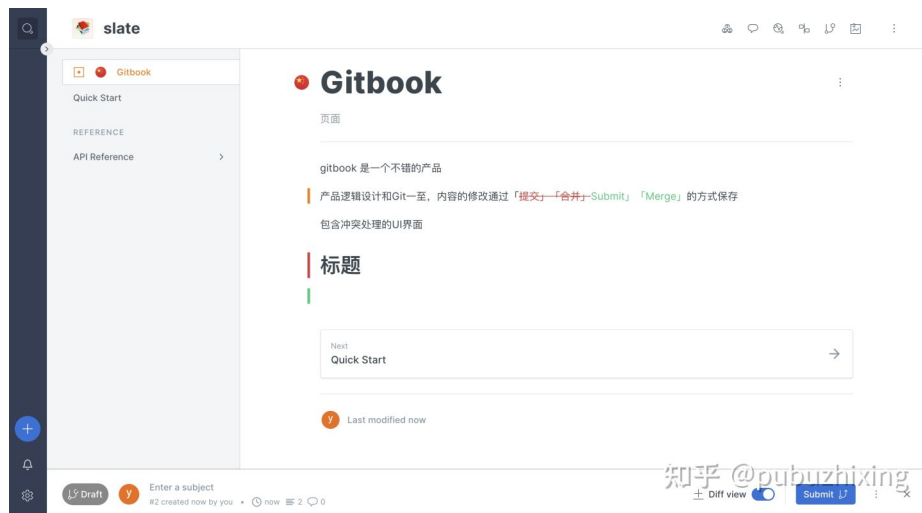 slate
Gitbook
Quick Start
REFERENCE
API Reference
Gitbook
页面
gitbook 是一个不错的产品
产品逻辑设计和Git一至，内容的修改通过「提交」「合并」Submit」「Merge」的方式保存
包含冲突处理的UI界面
标题
Next
Quick Start
y Last modified now
Draft
y
Enter a subject
#2 created now by you • now 2 0
Diff view
Submit
知乎 @pubuzhixing